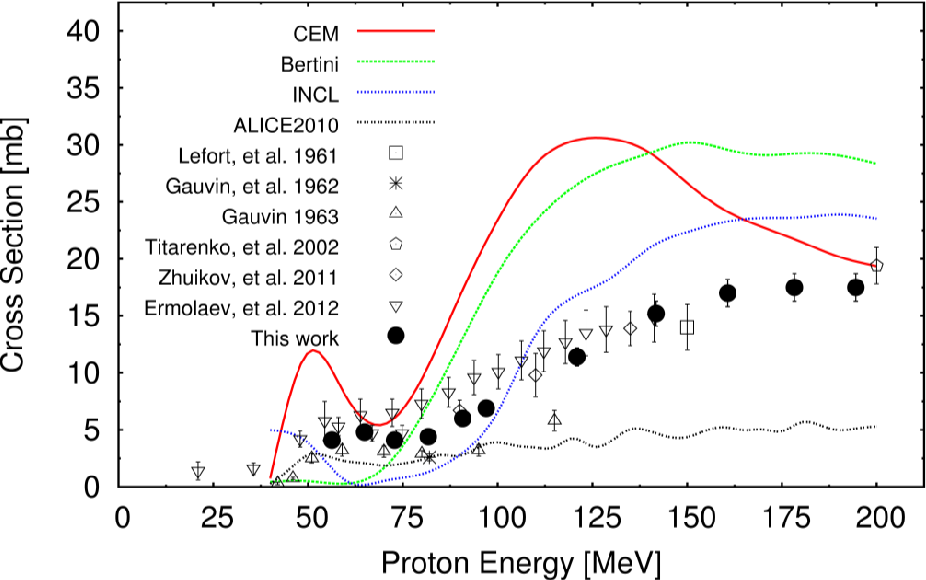 40
35
30
25
20
15
10
5
0
Cross Section [mb]
CEM
Bertini
INCL
ALICE2010
Lefort, et al. 1961
Gauvin, et al. 1962
Gauvin 1963
Titarenko, et al. 2002
Zhuikov, et al. 2011
Ermolaev, et al. 2012
This work
0 25 50 75 100 125 150 175 200
Proton Energy [MeV]